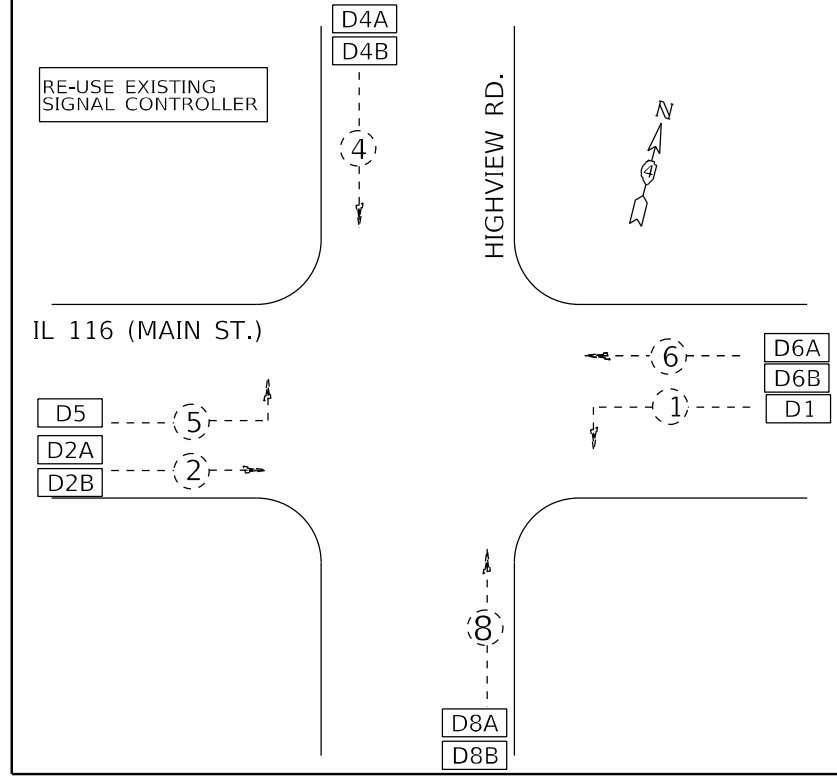 D4A
D4B
RE-USE EXISTING
SIGNAL CONTROLLER
HIGHVIEW RD.
N
4
4
IL 116 (MAIN ST.)
6
D6A
D6B
D5
5
1
D1
D2A
2
D2B
8
D8A
D8B